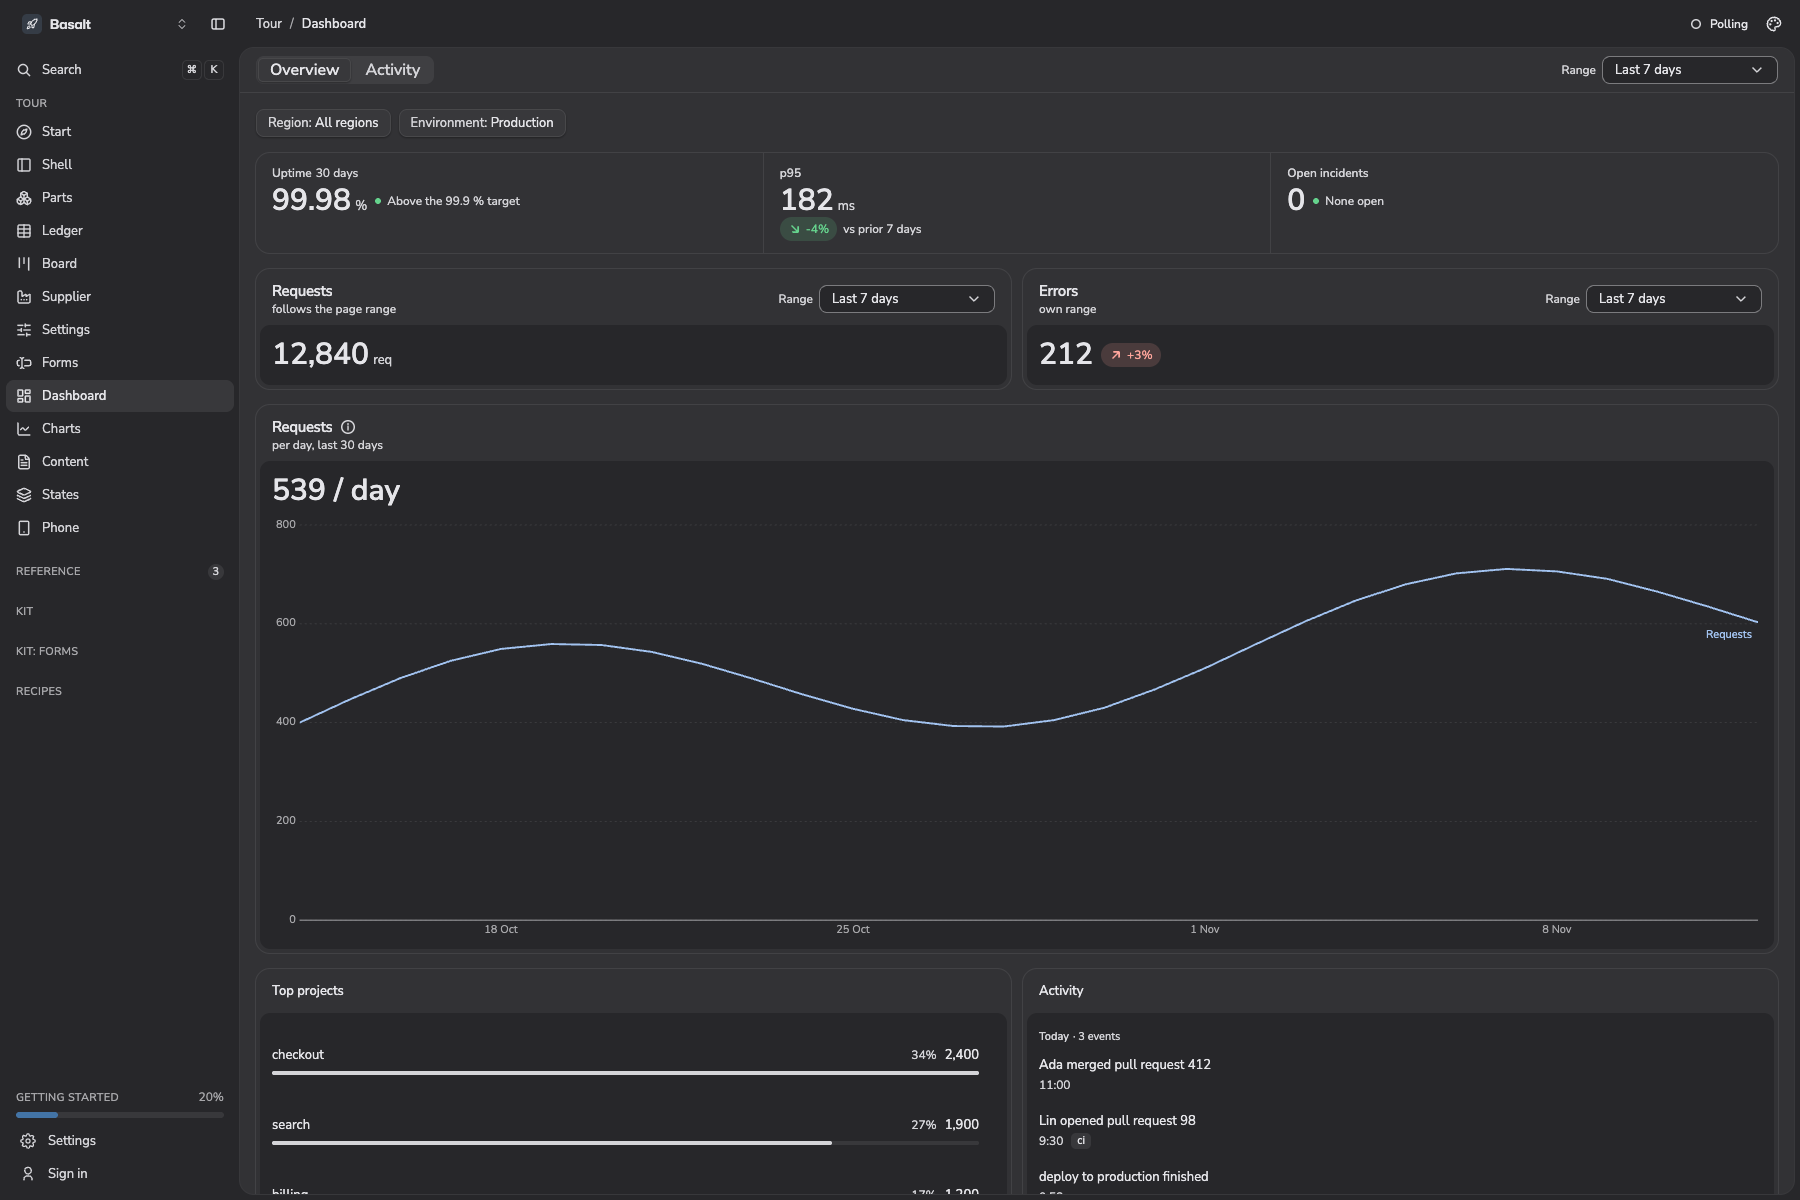 Basalt
Tour / Dashboard
Polling
Search ⌘ K
TOUR
Start
Shell
Parts
Ledger
Board
Supplier
Settings
Forms
Dashboard
Charts
Content
States
Phone
REFERENCE 3
KIT
KIT: FORMS
RECIPES
GETTING STARTED 20%
Settings
Sign in
Overview Activity
Range Last 7 days
Region: All regions Environment: Production
Uptime 30 days
99.98 % Above the 99.9 % target
p95
182 ms
-4% vs prior 7 days
Open incidents
0 None open
Requests
follows the page range
Range Last 7 days
12,840 req
Errors
own range
Range Last 7 days
212 +3%
Requests
per day, last 30 days
539 / day
800
600
400
200
0
Requests
18 Oct 25 Oct 1 Nov 8 Nov
Top projects
checkout 34% 2,400
search 27% 1,900
billing 17% 1,200
Activity
Today · 3 events
Ada merged pull request 412
11:00
Lin opened pull request 98
9:30 ci
deploy to production finished